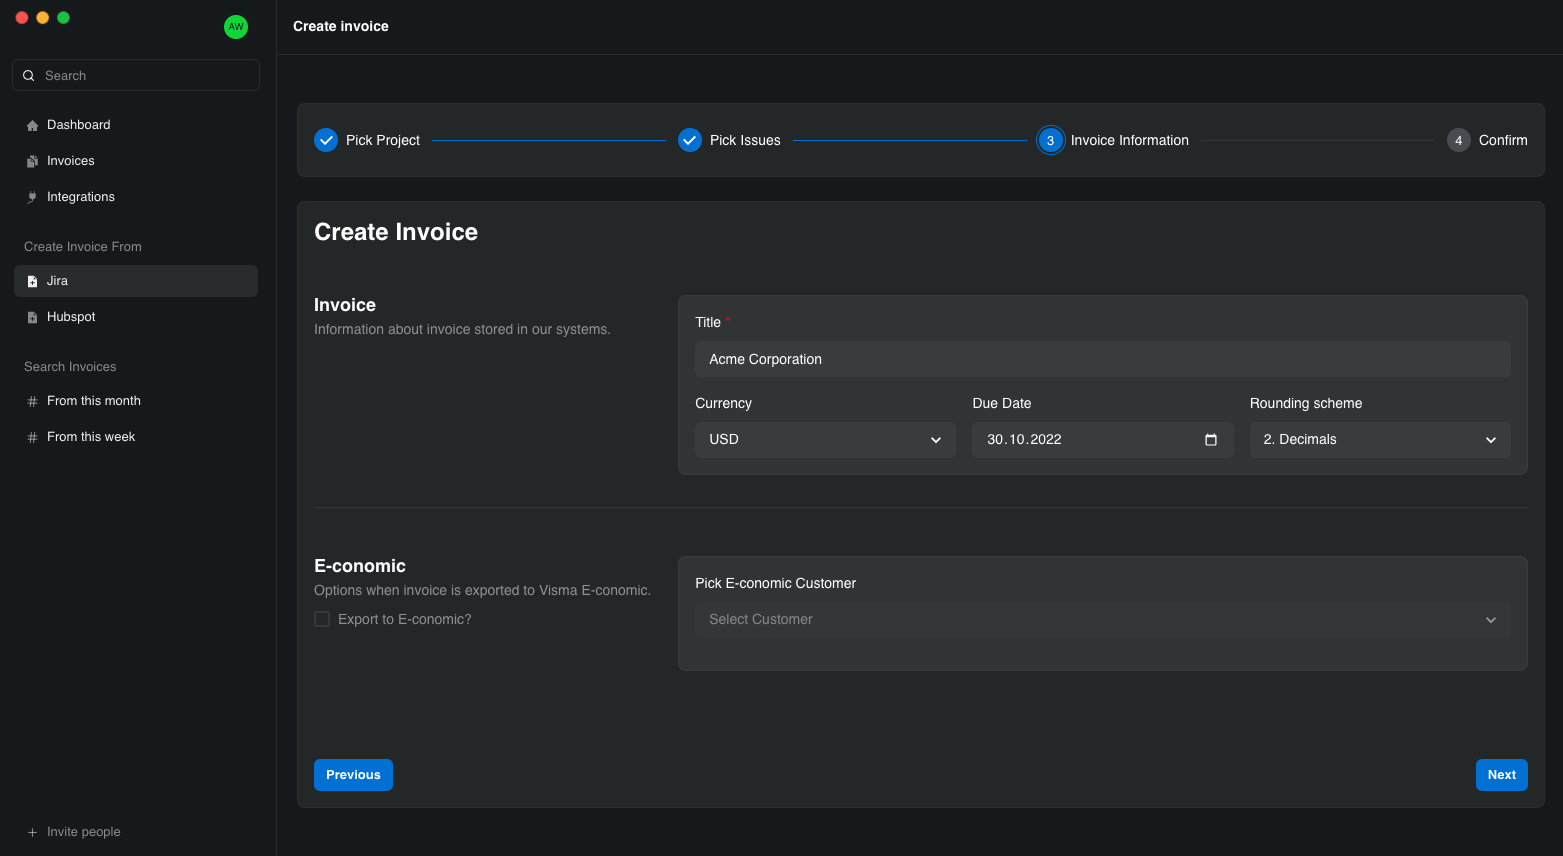 AW
Search
Dashboard
Invoices
Integrations
Create Invoice From
Jira
Hubspot
Search Invoices
# From this month
# From this week
+ Invite people
Create invoice
Pick Project
Pick Issues
3 Invoice Information
4 Confirm
Create Invoice
Invoice
Information about invoice stored in our systems.
Title *
Acme Corporation
Currency Due Date Rounding scheme
USD 30.10.2022 2. Decimals
E-conomic
Options when invoice is exported to Visma E-conomic.
Export to E-conomic?
Pick E-conomic Customer
Select Customer
Previous Next